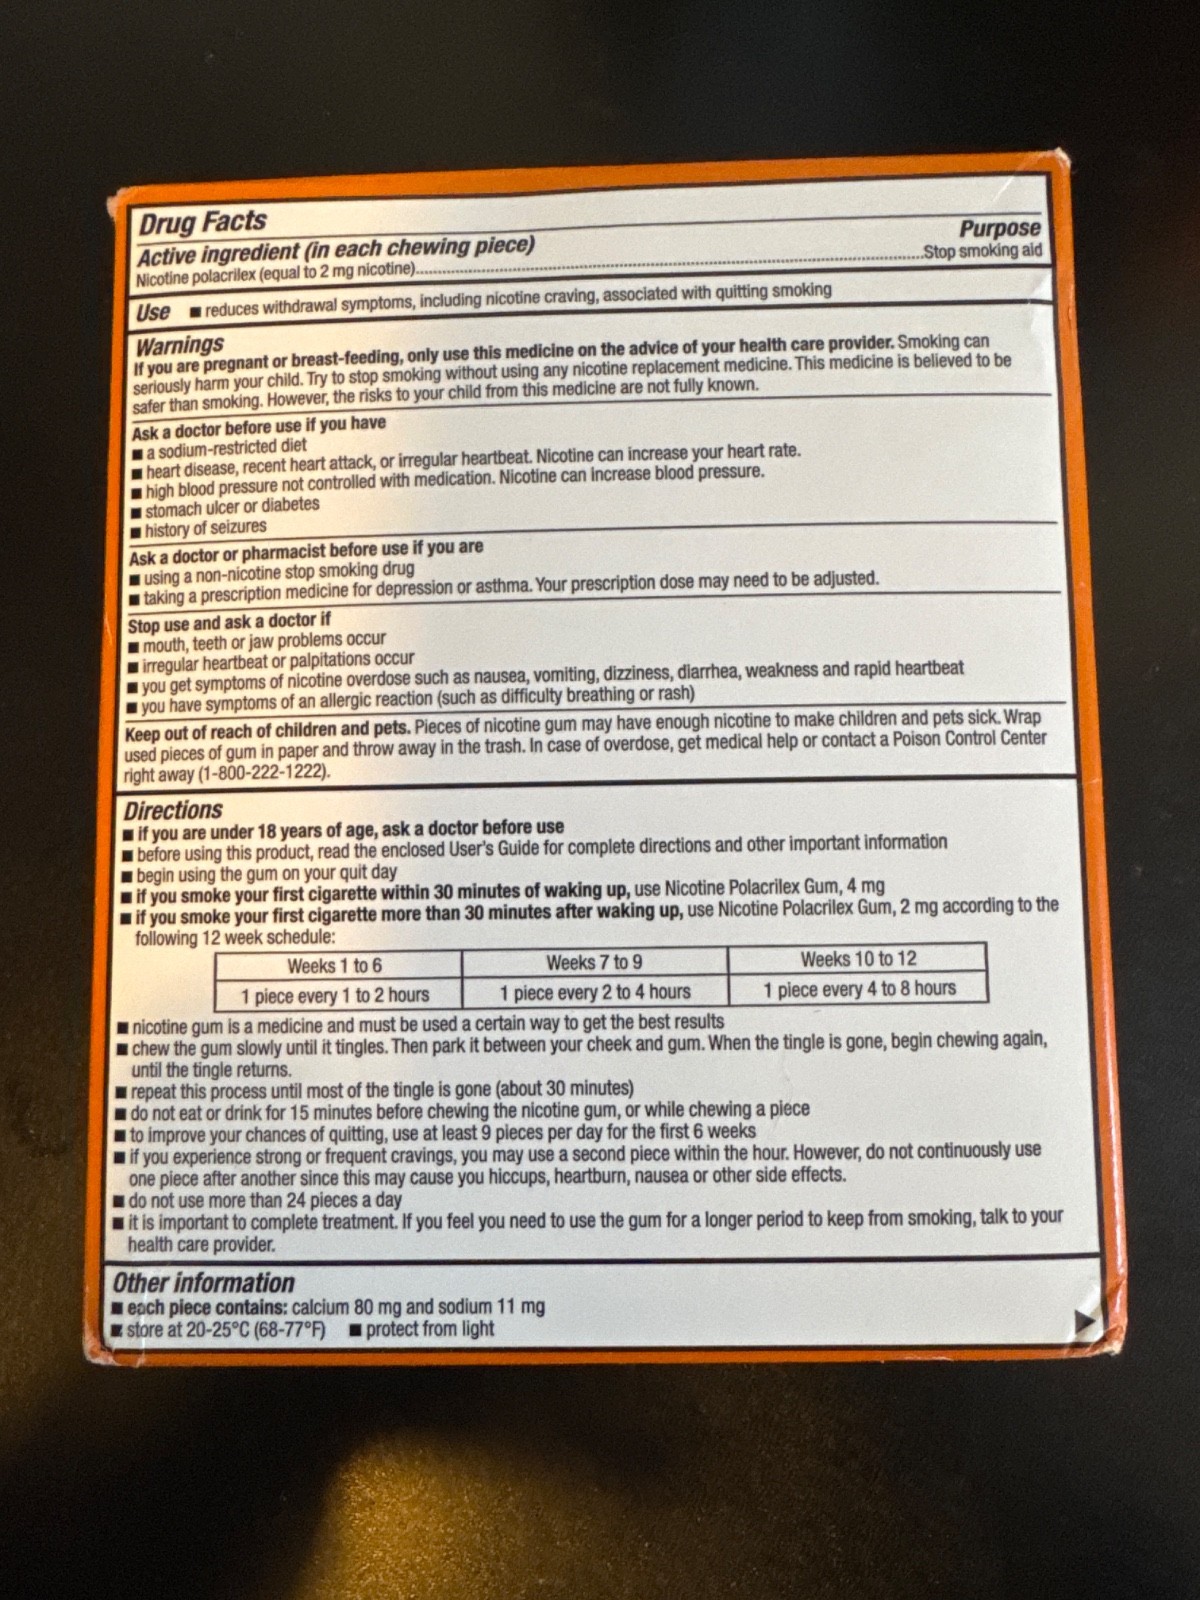 Drug Facts
Active ingredient (in each chewing piece) Purpose
Nicotine polacrilex (equal to 2 mg nicotine)........................Stop smoking aid
Use ■ reduces withdrawal symptoms, including nicotine craving, associated with quitting smoking
Warnings
If you are pregnant or breast-feeding, only use this medicine on the advice of your health care provider. Smoking can
seriously harm your child. Try to stop smoking without using any nicotine replacement medicine. This medicine is believed to be
safer than smoking. However, the risks to your child from this medicine are not fully known.
Ask a doctor before use if you have
■ a sodium-restricted diet
■ heart disease, recent heart attack, or irregular heartbeat. Nicotine can increase your heart rate.
■ high blood pressure not controlled with medication. Nicotine can increase blood pressure.
■ stomach ulcer or diabetes
■ history of seizures
Ask a doctor or pharmacist before use if you are
■ using a non-nicotine stop smoking drug
■ taking a prescription medicine for depression or asthma. Your prescription dose may need to be adjusted.
Stop use and ask a doctor if
■ mouth, teeth or jaw problems occur
■ irregular heartbeat or palpitations occur
■ you get symptoms of nicotine overdose such as nausea, vomiting, dizziness, diarrhea, weakness and rapid heartbeat
■ you have symptoms of an allergic reaction (such as difficulty breathing or rash)
Keep out of reach of children and pets. Pieces of nicotine gum may have enough nicotine to make children and pets sick. Wrap
used pieces of gum in paper and throw away in the trash. In case of overdose, get medical help or contact a Poison Control Center
right away (1-800-222-1222).
Directions
■ if you are under 18 years of age, ask a doctor before use
■ before using this product, read the enclosed User's Guide for complete directions and other important information
■ begin using the gum on your quit day
■ if you smoke your first cigarette within 30 minutes of waking up, use Nicotine Polacrilex Gum, 4 mg
■ if you smoke your first cigarette more than 30 minutes after waking up, use Nicotine Polacrilex Gum, 2 mg according to the
following 12 week schedule:
Weeks 1 to 6 Weeks 7 to 9 Weeks 10 to 12
1 piece every 1 to 2 hours 1 piece every 2 to 4 hours 1 piece every 4 to 8 hours
■ nicotine gum is a medicine and must be used a certain way to get the best results
■ chew the gum slowly until it tingles. Then park it between your cheek and gum. When the tingle is gone, begin chewing again,
until the tingle returns.
■ repeat this process until most of the tingle is gone (about 30 minutes)
■ do not eat or drink for 15 minutes before chewing the nicotine gum, or while chewing a piece
■ to improve your chances of quitting, use at least 9 pieces per day for the first 6 weeks
■ if you experience strong or frequent cravings, you may use a second piece within the hour. However, do not continuously use
one piece after another since this may cause you hiccups, heartburn, nausea or other side effects.
■ do not use more than 24 pieces a day
■ it is important to complete treatment. If you feel you need to use the gum for a longer period to keep from smoking, talk to your
health care provider.
Other information
■ each piece contains: calcium 80 mg and sodium 11 mg
■ store at 20-25°C (68-77°F) ■ protect from light